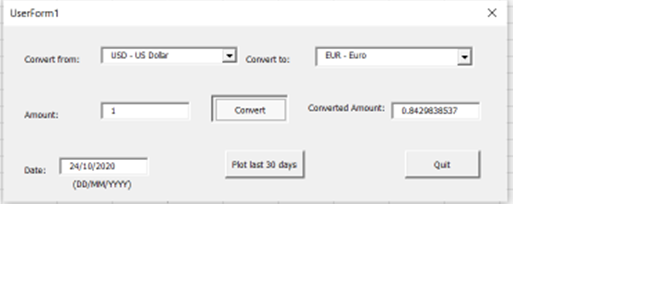 UserForm1
Convert from: USD - US Dollar Convert to: EUR - Euro
Amount: 1 Convert Converted Amount: 0.8429838537
Date: 24/10/2020 Plot last 30 days Quit
(DD/MM/YYYY)